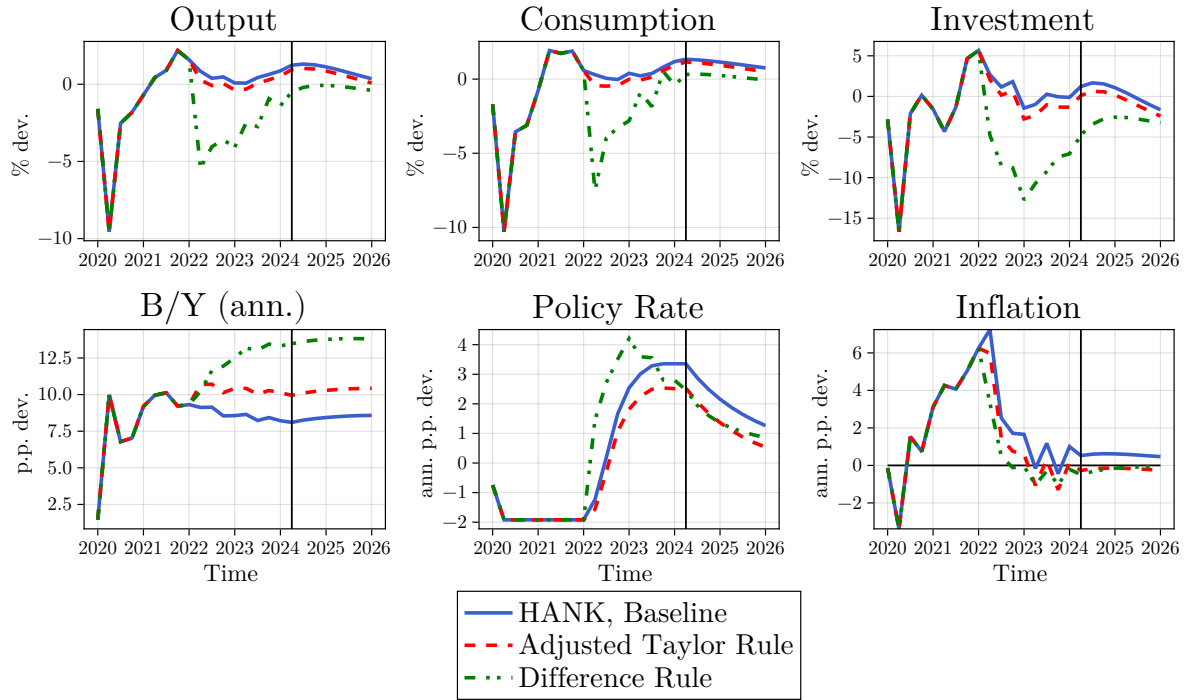 Output
Consumption
Investment
% dev.
0
−5
−10
2020 2021 2022 2023 2024 2025 2026
% dev.
0
−5
−10
2020 2021 2022 2023 2024 2025 2026
% dev.
5
0
−5
−10
−15
2020 2021 2022 2023 2024 2025 2026
B/Y (ann.)
Policy Rate
Inflation
p.p. dev.
12.5
10.0
7.5
5.0
2.5
2020 2021 2022 2023 2024 2025 2026
Time
ann. p.p. dev.
4
3
2
1
0
−1
−2
2020 2021 2022 2023 2024 2025 2026
Time
ann. p.p. dev.
6
4
2
0
−2
2020 2021 2022 2023 2024 2025 2026
Time
HANK, Baseline
Adjusted Taylor Rule
Difference Rule